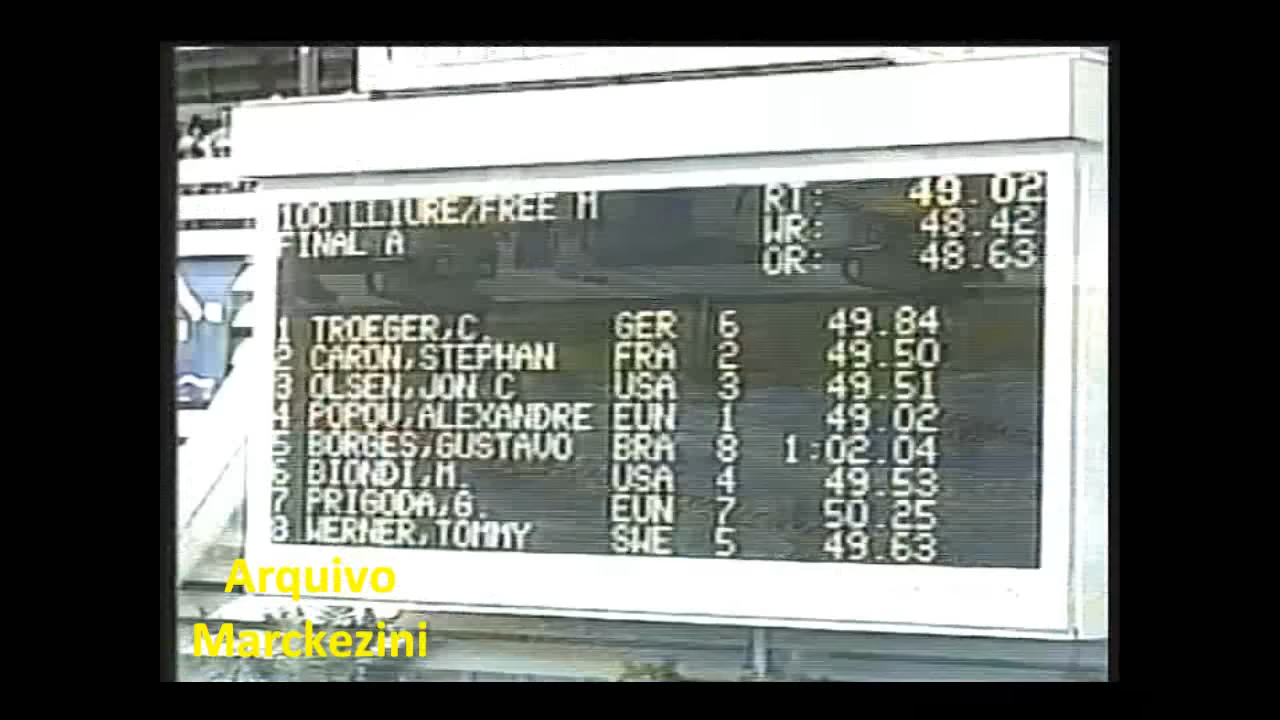 100 LLIURE/FREE M RT: 49.02
FINAL A WR: 48.42
OR: 48.63
1 TROEGER,C. GER 6 49.84
2 CARON,STEPHAN FRA 2 49.50
3 OLSEN,JON C USA 3 49.51
4 POPOV,ALEXANDRE EUN 1 49.02
5 BORGES,GUSTAVO BRA 8 1:02.04
6 BIONDI,M. USA 4 49.53
7 PRIGODA,G. EUN 7 50.25
8 WERNER,TOMMY SWE 5 49.63
Arquivo
Marckezini